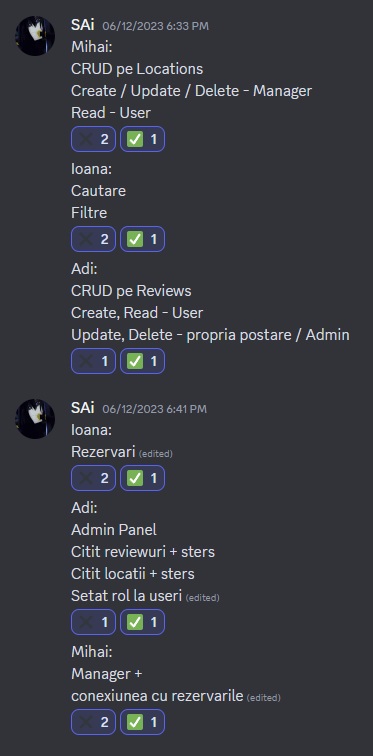 SAi 06/12/2023 6:33 PM
Mihai:
CRUD pe Locations
Create / Update / Delete - Manager
Read - User
2 1
Ioana:
Cautare
Filtre
2 1
Adi:
CRUD pe Reviews
Create, Read - User
Update, Delete - propria postare / Admin
1 1
SAi 06/12/2023 6:41 PM
Ioana:
Rezervari (edited)
2 1
Adi:
Admin Panel
Citit reviewuri + sters
Citit locatii + sters
Setat rol la useri (edited)
1 1
Mihai:
Manager +
conexiunea cu rezervarile (edited)
2 1